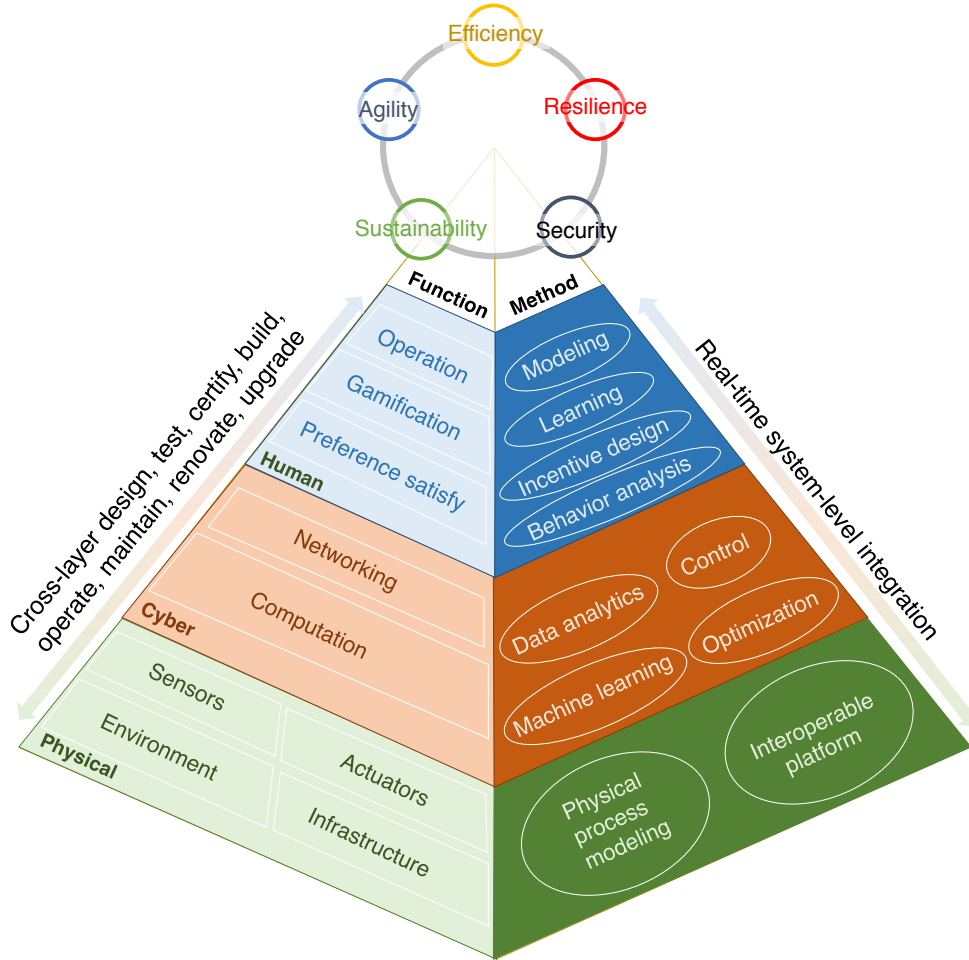 Efficiency
Agility
Resilience
Sustainability
Security
Function
Method
Cross-layer design, test, certify, build,
operate, maintain, renovate, upgrade
Real-time system-level integration
Operation
Gamification
Preference satisfy
Human
Modeling
Learning
Incentive design
Behavior analysis
Networking
Computation
Cyber
Control
Data analytics
Optimization
Machine learning
Sensors
Environment
Actuators
Infrastructure
Physical
Interoperable
platform
Physical
process
modeling